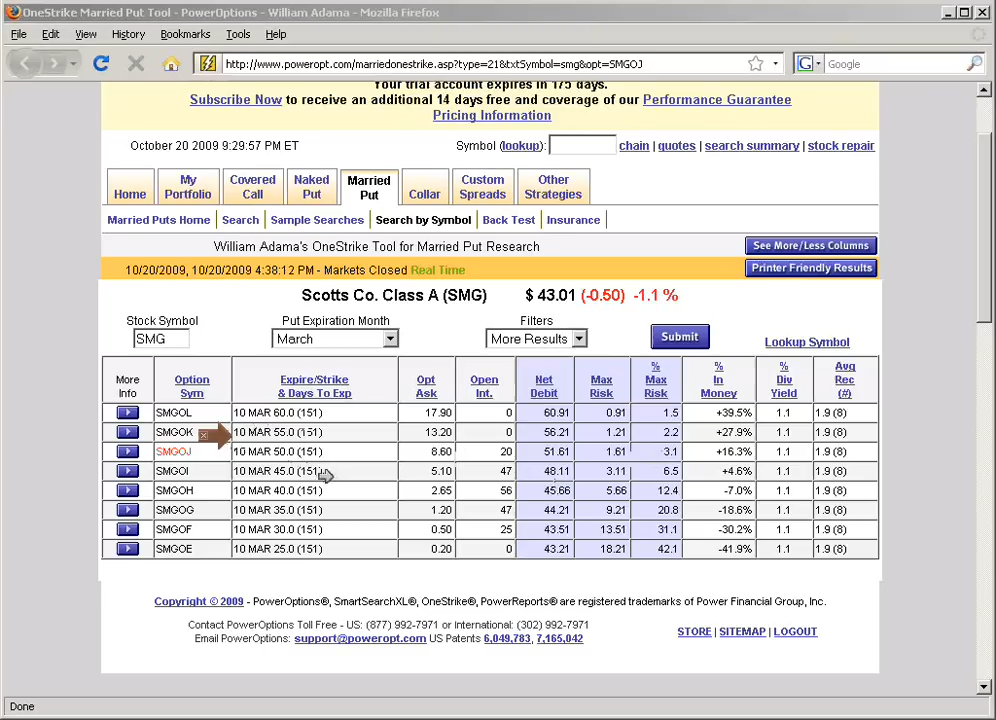 OneStrike Married Put Tool - PowerOptions - William Adama - Mozilla Firefox
File Edit View History Bookmarks Tools Help
http://www.poweropt.com/marriedonestrike.asp?type=21&txtSymbol=smg&opt=SMGOJ
Google
Your trial account expires in 175 days.
Subscribe Now to receive an additional 14 days free and coverage of our Performance Guarantee
Pricing Information
October 20 2009 9:29:57 PM ET Symbol (lookup): chain | quotes | search summary | stock repair
Home My Portfolio Covered Call Naked Put Married Put Collar Custom Spreads Other Strategies
Married Puts Home Search Sample Searches Search by Symbol Back Test Insurance
William Adama's OneStrike Tool for Married Put Research See More/Less Columns
10/20/2009, 10/20/2009 4:38:12 PM - Markets Closed Real Time Printer Friendly Results
Scotts Co. Class A (SMG) $ 43.01 (-0.50) -1.1 %
Stock Symbol Put Expiration Month Filters
SMG March More Results Submit Lookup Symbol
More Info Option Sym Expire/Strike & Days To Exp Opt Ask Open Int. Net Debit Max Risk % Max Risk % In Money % Div Yield Avg Rec (#)
SMGOL 10 MAR 60.0 (151) 17.90 0 60.91 0.91 1.5 +39.5% 1.1 1.9 (8)
SMGOK 10 MAR 55.0 (151) 13.20 0 56.21 1.21 2.2 +27.9% 1.1 1.9 (8)
SMGOJ 10 MAR 50.0 (151) 8.60 20 51.61 1.61 3.1 +16.3% 1.1 1.9 (8)
SMGOI 10 MAR 45.0 (151) 5.10 47 48.11 3.11 6.5 +4.6% 1.1 1.9 (8)
SMGOH 10 MAR 40.0 (151) 2.65 56 45.66 5.66 12.4 -7.0% 1.1 1.9 (8)
SMGOG 10 MAR 35.0 (151) 1.20 47 44.21 9.21 20.8 -18.6% 1.1 1.9 (8)
SMGOF 10 MAR 30.0 (151) 0.50 25 43.51 13.51 31.1 -30.2% 1.1 1.9 (8)
SMGOE 10 MAR 25.0 (151) 0.20 0 43.21 18.21 42.1 -41.9% 1.1 1.9 (8)
Copyright © 2009 - PowerOptions®, SmartSearchXL®, OneStrike®, PowerReports® are registered trademarks of Power Financial Group, Inc.
Contact PowerOptions Toll Free - US: (877) 992-7971 or International: (302) 992-7971
Email PowerOptions: support@poweropt.com US Patents 6,049,783, 7,165,042
STORE | SITEMAP | LOGOUT
Done